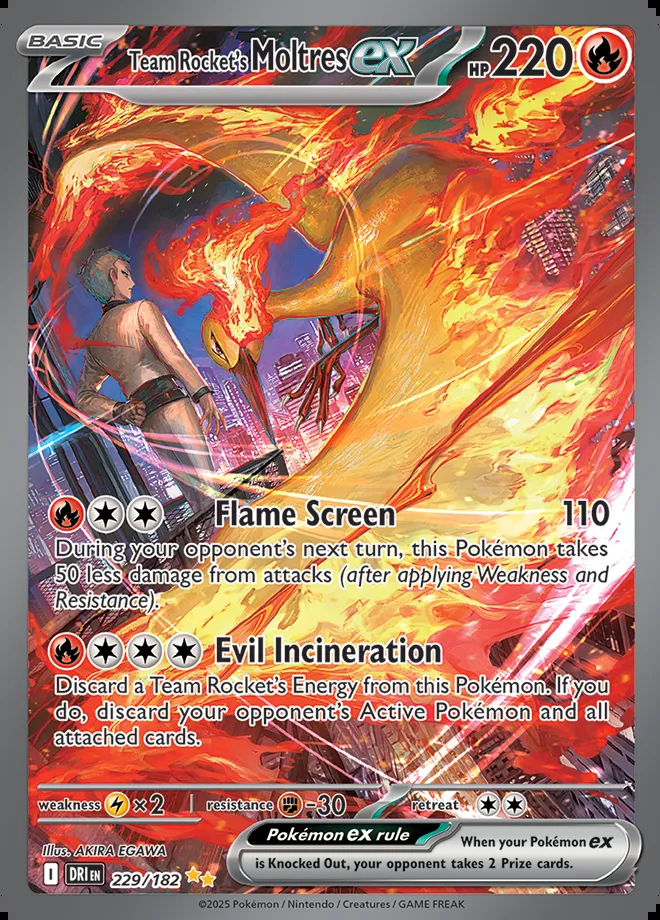 BASIC
Team Rocket's Moltres ex HP 220
Flame Screen 110
During your opponent's next turn, this Pokémon takes
50 less damage from attacks (after applying Weakness and
Resistance).
Evil Incineration
Discard a Team Rocket's Energy from this Pokémon. If you
do, discard your opponent's Active Pokémon and all
attached cards.
weakness ×2 resistance -30 retreat
Pokémon ex rule When your Pokémon ex
is Knocked Out, your opponent takes 2 Prize cards.
Illus. AKIRA EGAWA
I DRI EN 229/182
©2025 Pokémon / Nintendo / Creatures / GAME FREAK